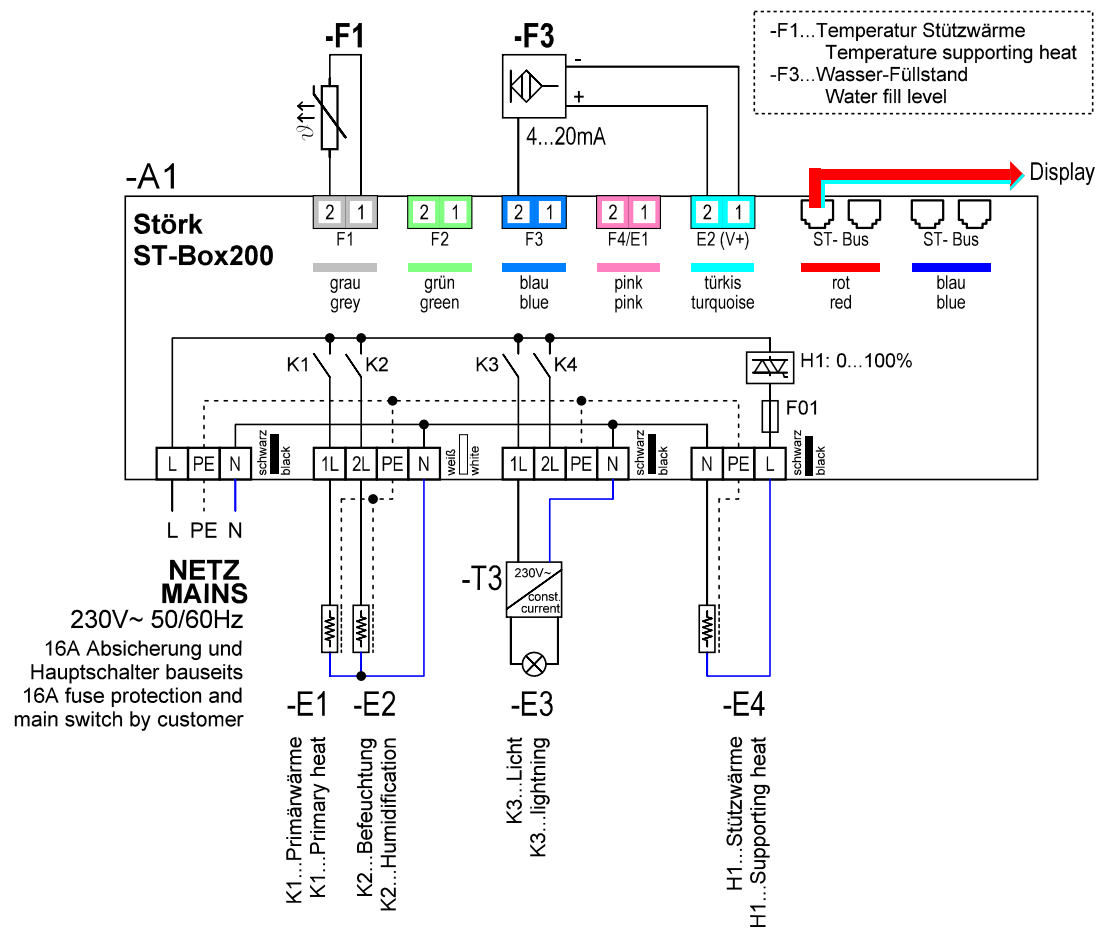 -F1
-F3
-F1...Temperatur Stützwärme
Temperature supporting heat
-F3...Wasser-Füllstand
Water fill level
ϑ
-
+
4...20mA
-A1
Display
Störk
ST-Box200
2 1
F1
grau
grey
2 1
F2
grün
green
2 1
F3
blau
blue
2 1
F4/E1
pink
pink
2 1
E2 (V+)
türkis
turquoise
ST- Bus
rot
red
ST- Bus
blau
blue
K1
K2
K3
K4
H1: 0...100%
F01
L PE N
schwarz
black
1L 2L PE N
weiß
white
1L 2L PE N
schwarz
black
N PE L
schwarz
black
L PE N
NETZ
MAINS
230V~ 50/60Hz
16A Absicherung und
Hauptschalter bauseits
16A fuse protection and
main switch by customer
-T3
230V~
const.
current
-E1
-E2
-E3
-E4
K1...Primärwärme
K1...Primary heat
K2...Befeuchtung
K2...Humidification
K3...Licht
K3...lightning
H1...Stützwärme
H1...Supporting heat